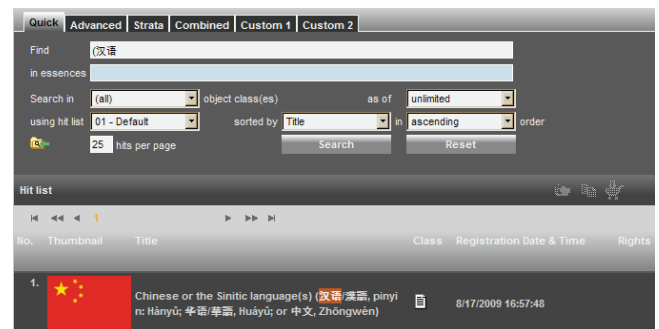 Quick Advanced Strata Combined Custom 1 Custom 2
Find (汉语
in essences
Search in (all) object class(es) as of unlimited
using hit list 01 - Default sorted by Title in ascending order
25 hits per page Search Reset
Hit list
1
No. Thumbnail Title Class Registration Date & Time Rights
1. Chinese or the Sinitic language(s) (汉语/漢語, pinyi
n: Hànyǔ; 华语/華語, Huáyǔ; or 中文, Zhōngwén) 8/17/2009 16:57:48